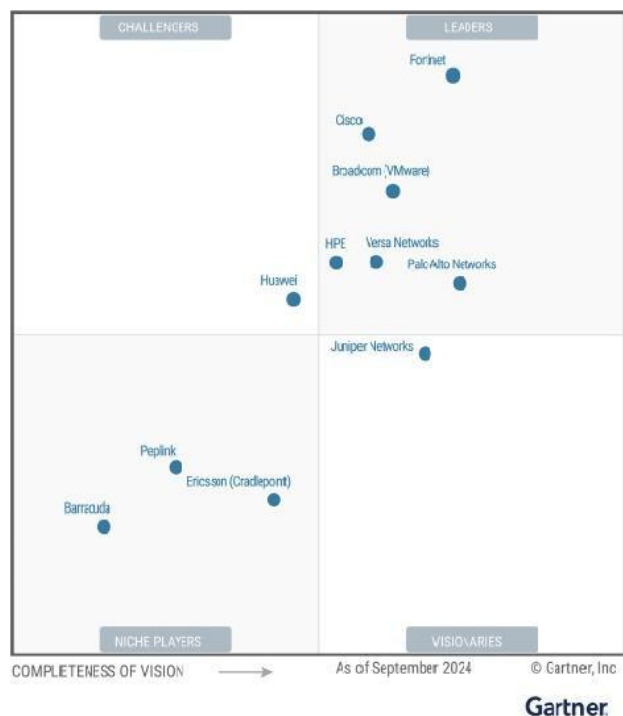 CHALLENGERS
LEADERS
Fortinet
Cisco
Broadcom (VMware)
HPE
Versa Networks
Palo Alto Networks
Huawei
Juniper Networks
Peplink
Ericsson (Cradlepoint)
Barracuda
NICHE PLAYERS
VISIONARIES
COMPLETENESS OF VISION
As of September 2024
© Gartner, Inc
Gartner